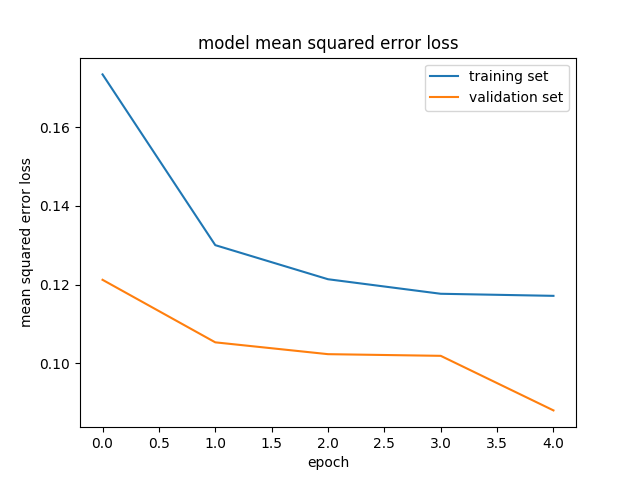 model mean squared error loss
training set
validation set
0.16
0.14
0.12
0.10
mean squared error loss
0.0 0.5 1.0 1.5 2.0 2.5 3.0 3.5 4.0
epoch